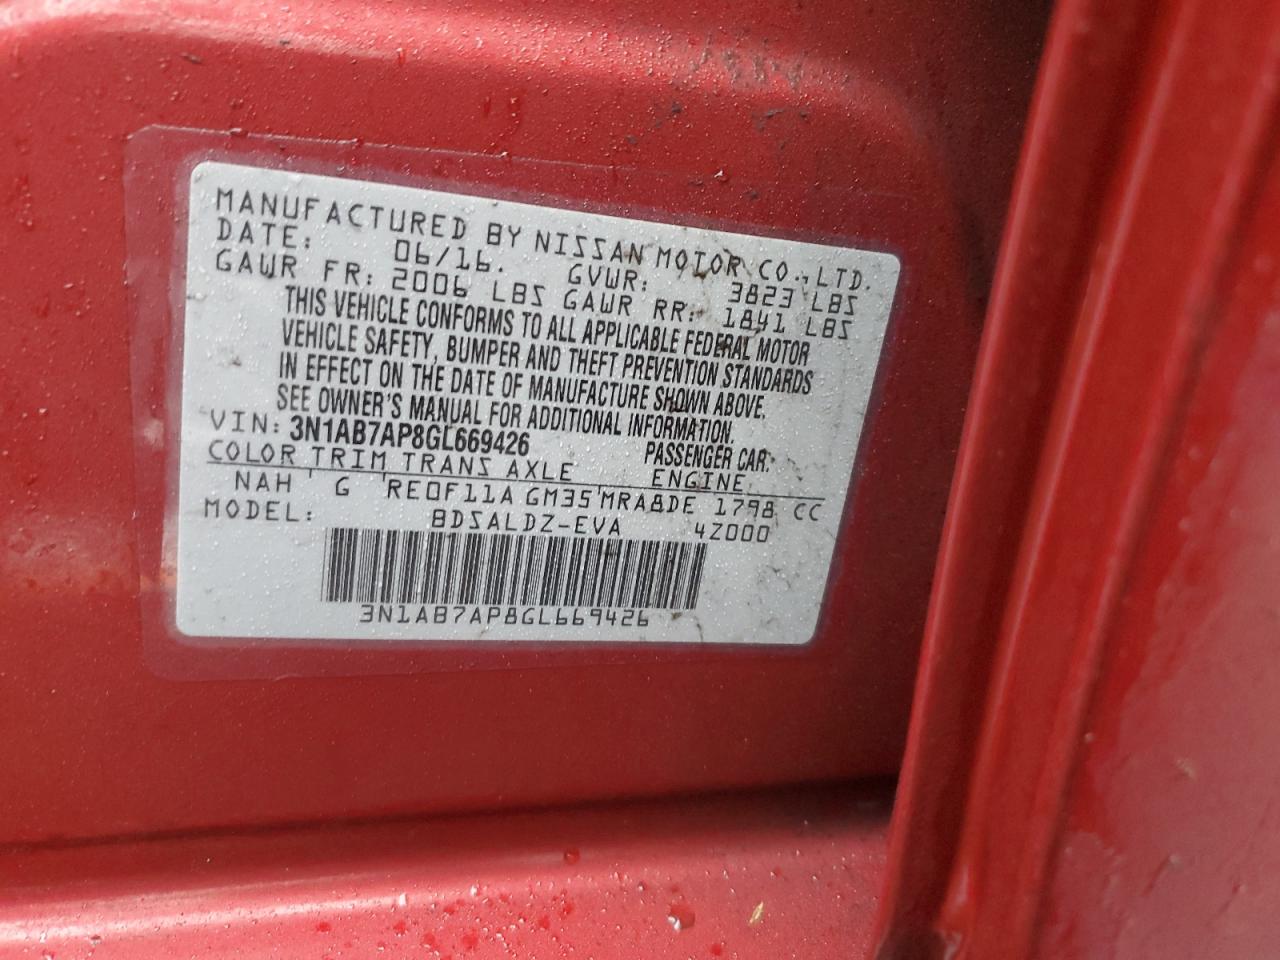 MANUFACTURED BY NISSAN MOTOR CO., LTD.
DATE: 06/16. GVWR: 3823 LBS
GAWR FR: 2006 LBS GAWR RR: 1841 LBS
THIS VEHICLE CONFORMS TO ALL APPLICABLE FEDERAL MOTOR
VEHICLE SAFETY, BUMPER AND THEFT PREVENTION STANDARDS
IN EFFECT ON THE DATE OF MANUFACTURE SHOWN ABOVE.
SEE OWNER'S MANUAL FOR ADDITIONAL INFORMATION.
VIN: 3N1AB7AP8GL669426 PASSENGER CAR.
COLOR TRIM TRANS AXLE ENGINE
NAH G RE0F11A GM35 MRA8DE 1798 CC
MODEL: BDSALDZ-EVA 4Z000
3N1AB7AP8GL669426